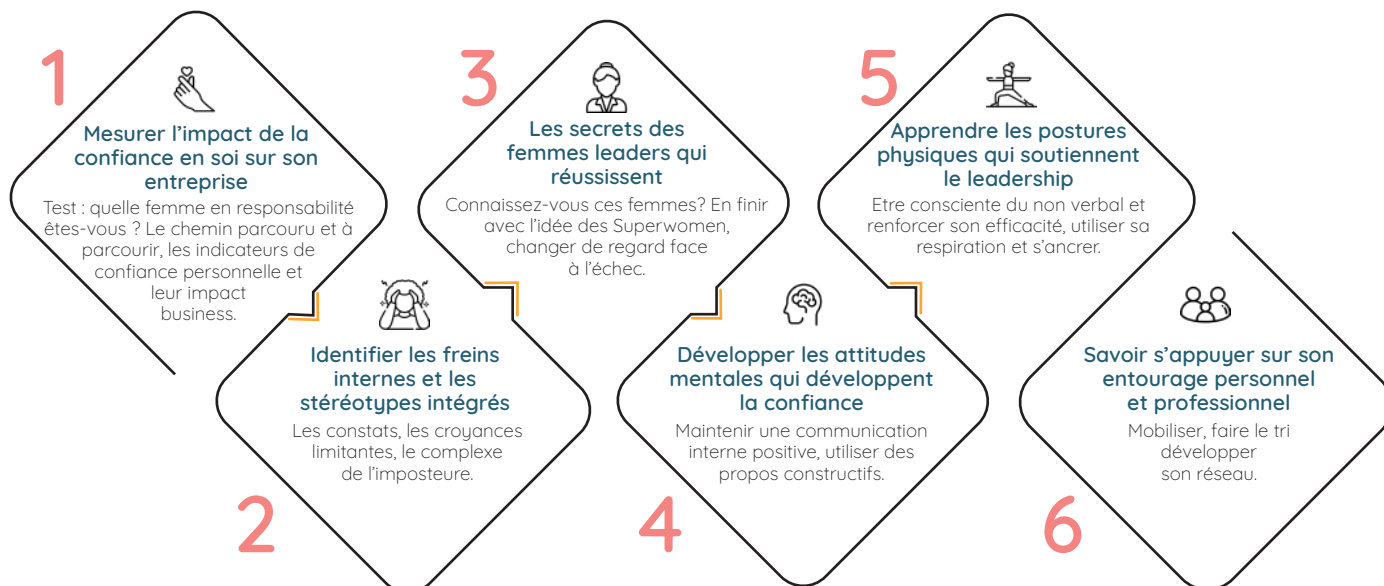 1
Mesurer l’impact de la
confiance en soi sur son
entreprise
Test : quelle femme en responsabilité
êtes-vous ? Le chemin parcouru et à
parcourir, les indicateurs de
confiance personnelle et
leur impact
business.
2
Identifier les freins
internes et les
stéréotypes intégrés
Les constats, les croyances
limitantes, le complexe
de l’imposteure.
3
Les secrets des
femmes leaders qui
réussissent
Connaissez-vous ces femmes? En finir
avec l’idée des Superwomen,
changer de regard face
à l’échec.
4
Développer les attitudes
mentales qui développent
la confiance
Maintenir une communication
interne positive, utiliser des
propos constructifs.
5
Apprendre les postures
physiques qui soutiennent
le leadership
Etre consciente du non verbal et
renforcer son efficacité, utiliser sa
respiration et s’ancrer.
6
Savoir s’appuyer sur son
entourage personnel
et professionnel
Mobiliser, faire le tri
développer
son réseau.